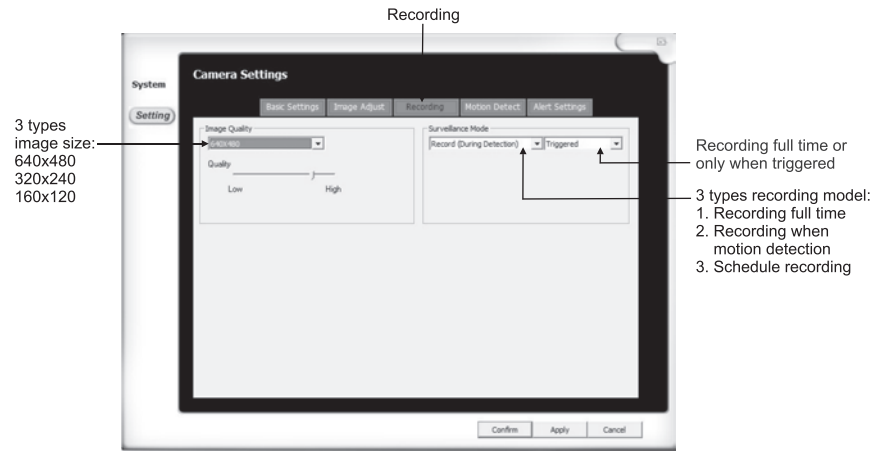 Recording
System
Setting
Camera Settings
Basic Settings
Image Adjust
Recording
Motion Detect
Alert Settings
3 types
image size:
640x480
320x240
160x120
Image Quality
640X480
Quality
Low
High
Surveillance Mode
Record (During Detection)
Triggered
Recording full time or
only when triggered
3 types recording model:
1. Recording full time
2. Recording when
motion detection
3. Schedule recording
Confirm
Apply
Cancel